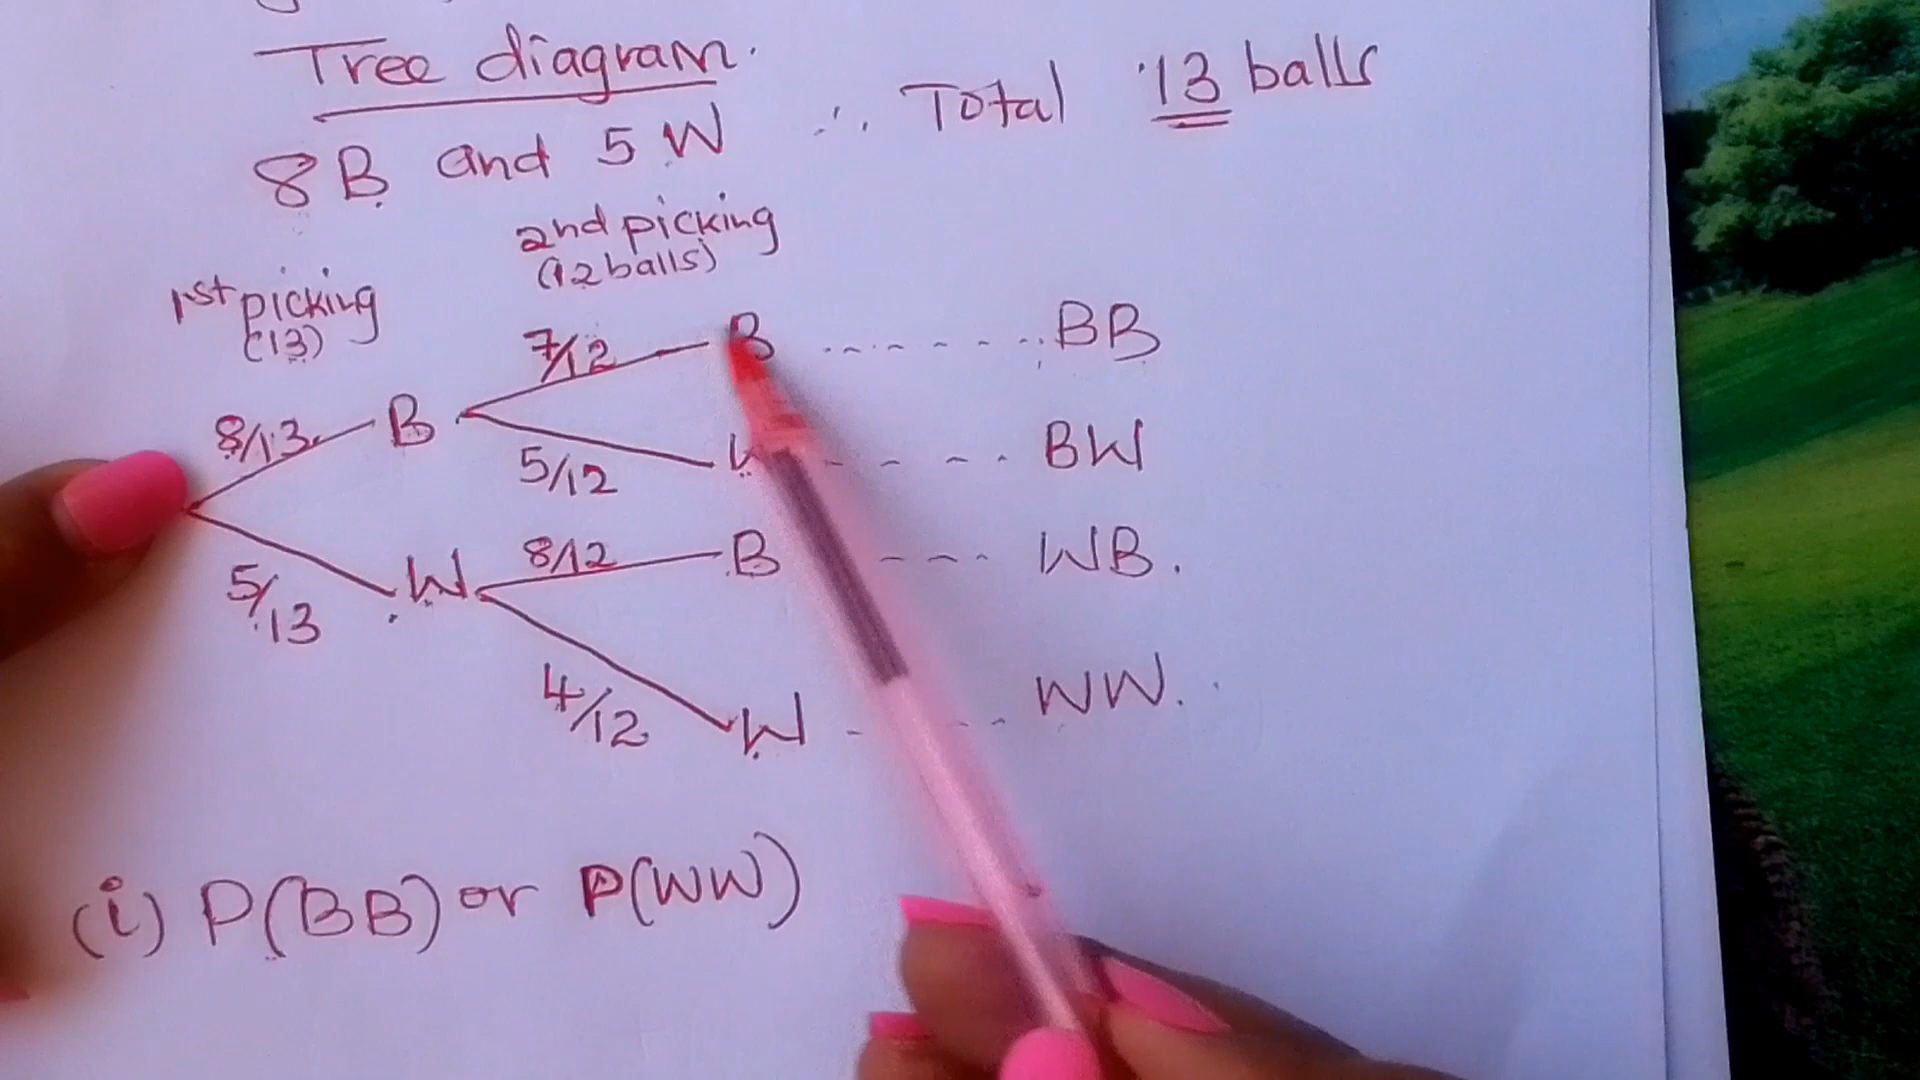 Tree diagram.
8B and 5W ∴ Total 13 balls
2nd picking
(12 balls)
1st picking
(13)
7/12 B ------- BB
8/13 B
5/12 ---- BW
8/12 B --- WB.
5/13 W
4/12 W --- WW.
(i) P(BB) or P(WW)